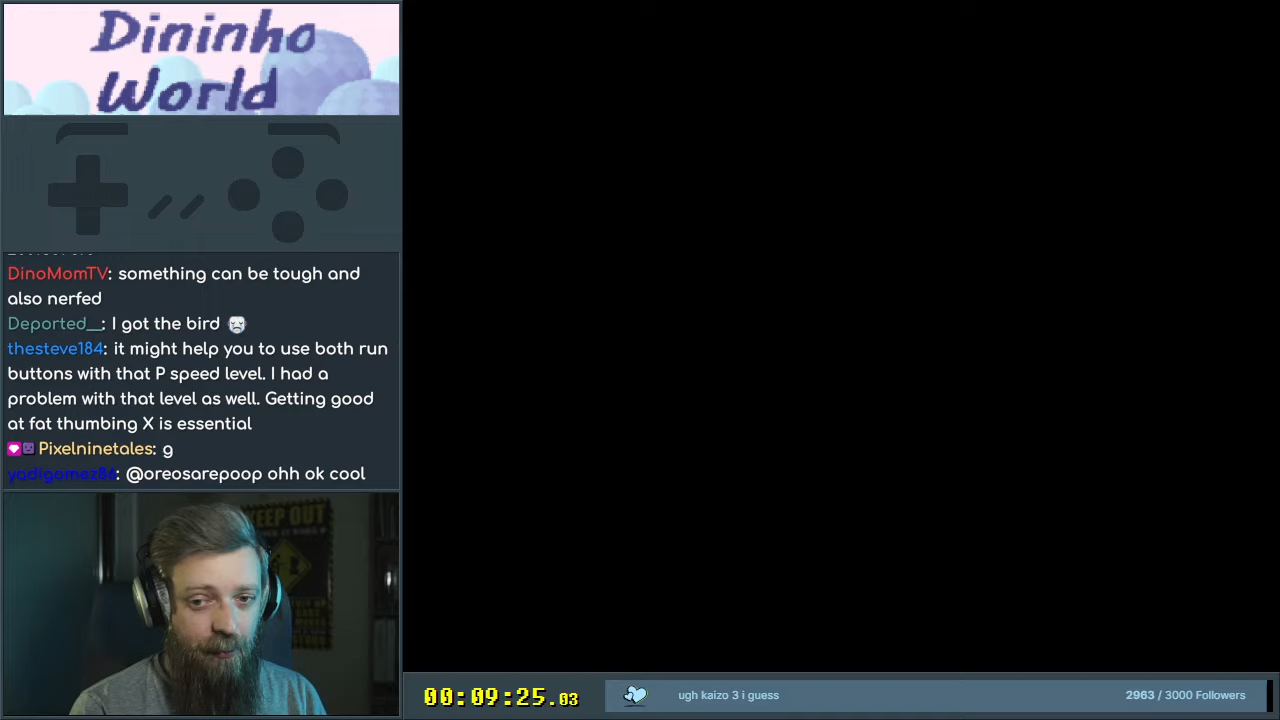 Dininho
World
DinoMomTV: something can be tough and
also nerfed
Deported__: I got the bird
thesteve184: it might help you to use both run
buttons with that P speed level. I had a
problem with that level as well. Getting good
at fat thumbing X is essential
Pixelninetales: g
yadigamez86: @oreosarepoop ohh ok cool
KEEP OUT
00:09:25.03
ugh kaizo 3 i guess
2963 / 3000 Followers